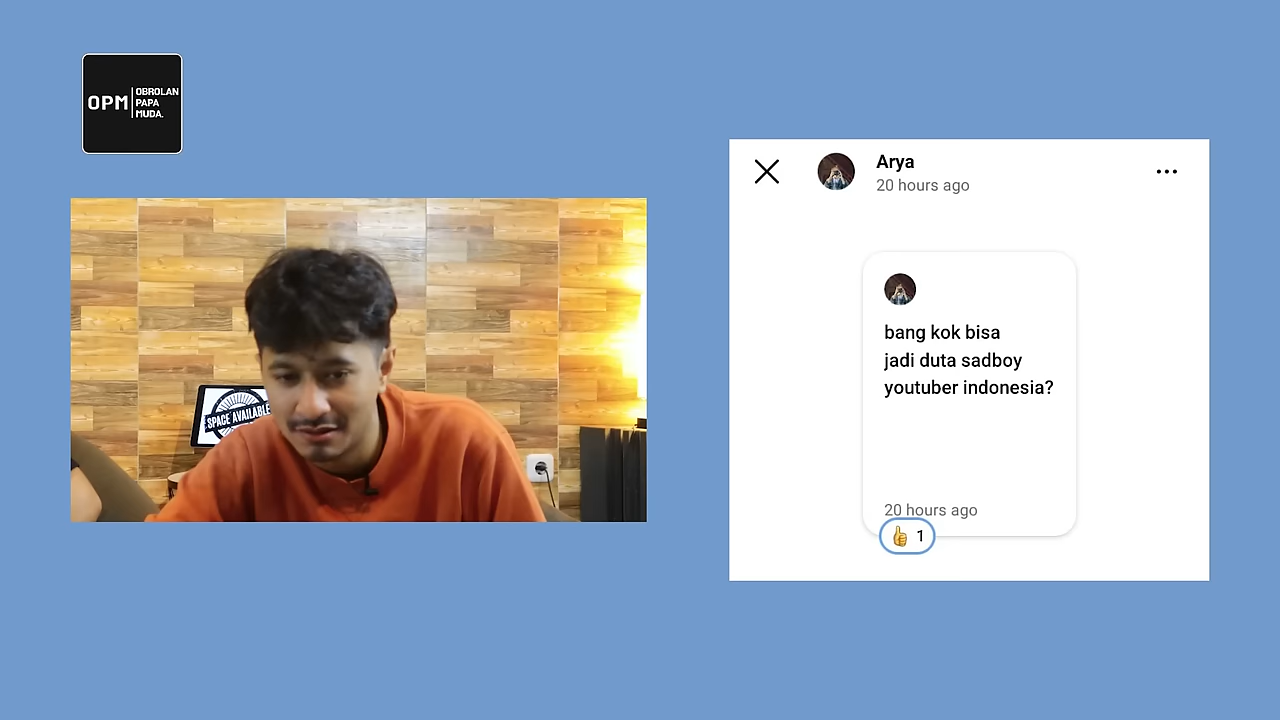 OPM OBROLAN
PAPA
MUDA.
SPACE AVAILABLE
Arya
20 hours ago
bang kok bisa
jadi duta sadboy
youtuber indonesia?
20 hours ago
👍 1